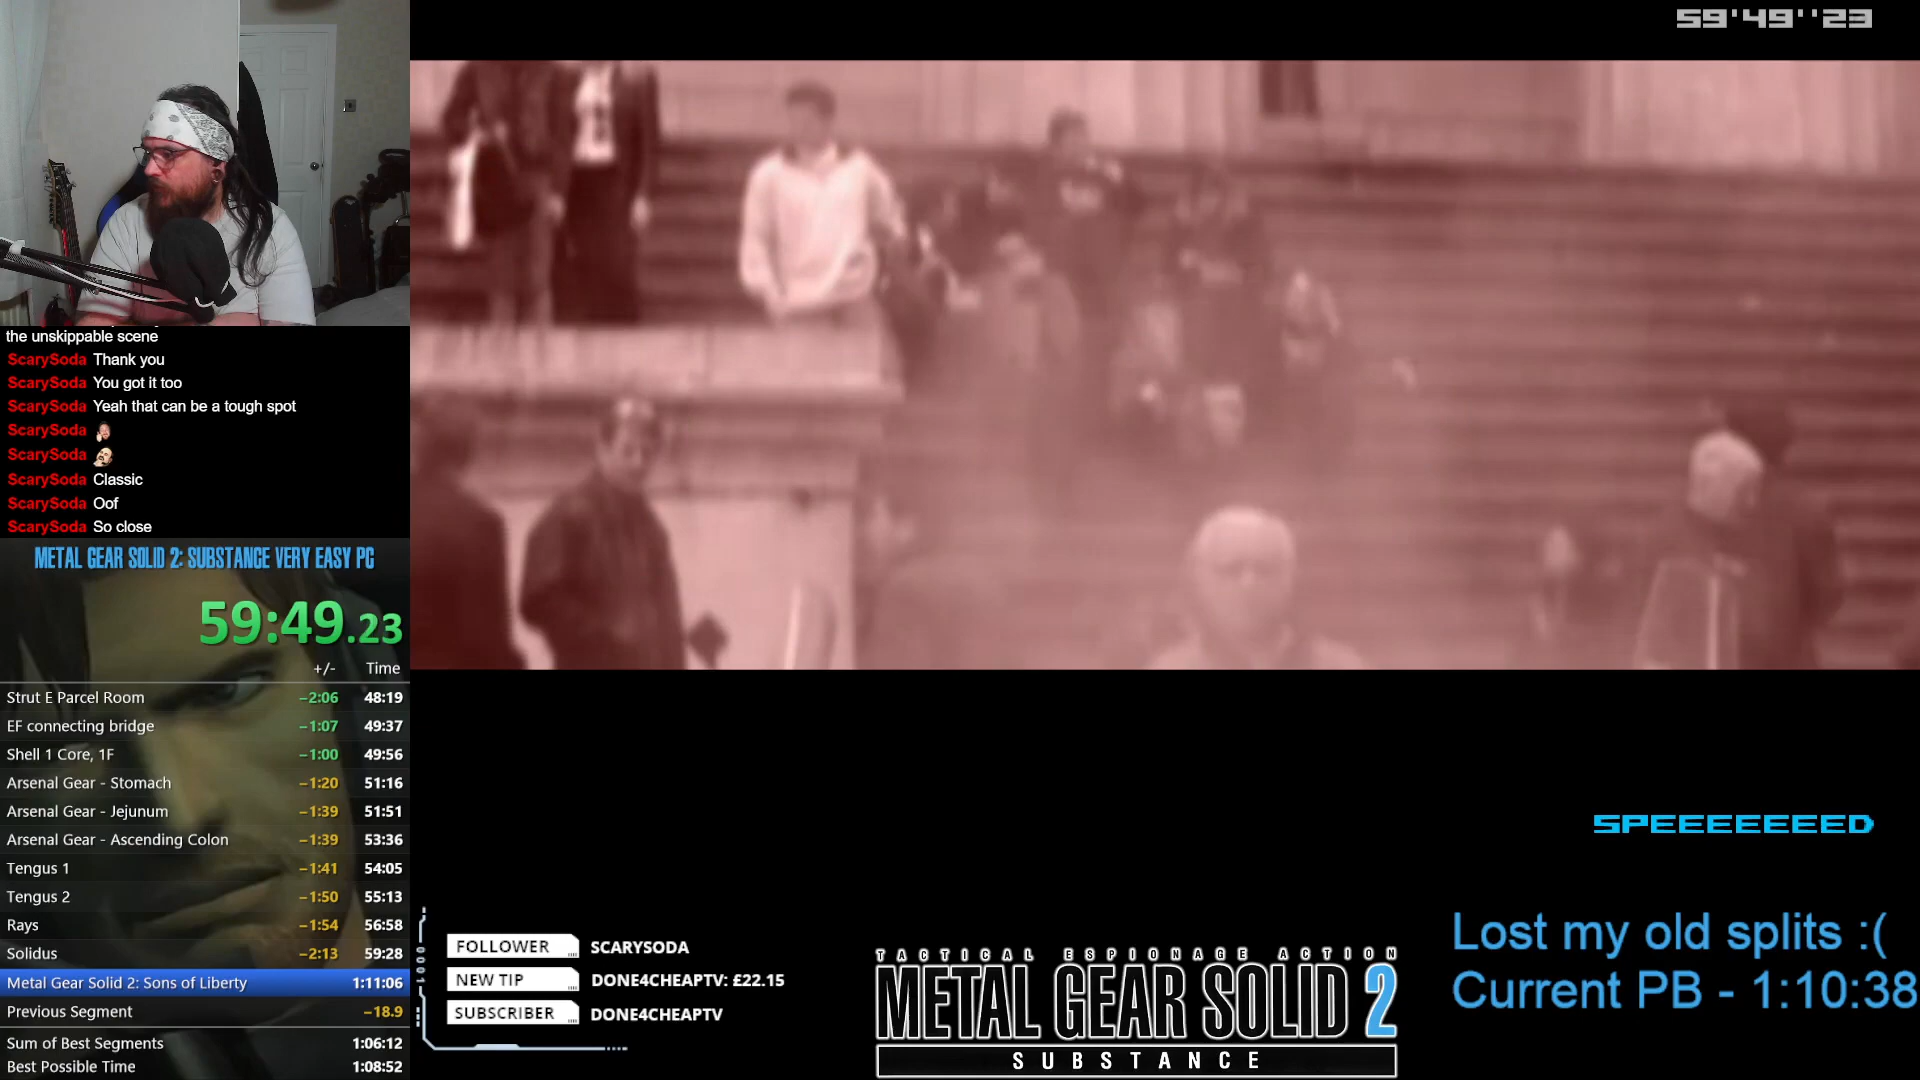 59'49''23
the unskippable scene
ScarySoda Thank you
ScarySoda You got it too
ScarySoda Yeah that can be a tough spot
ScarySoda
ScarySoda
ScarySoda Classic
ScarySoda Oof
ScarySoda So close
METAL GEAR SOLID 2: SUBSTANCE VERY EASY PC
59:49.23
+/- Time
Strut E Parcel Room −2:06 48:19
EF connecting bridge −1:07 49:37
Shell 1 Core, 1F −1:00 49:56
Arsenal Gear - Stomach −1:20 51:16
Arsenal Gear - Jejunum −1:39 51:51
Arsenal Gear - Ascending Colon −1:39 53:36
Tengus 1 −1:41 54:05
Tengus 2 −1:50 55:13
Rays −1:54 56:58
Solidus −2:13 59:28
Metal Gear Solid 2: Sons of Liberty 1:11:06
Previous Segment −18.9
Sum of Best Segments 1:06:12
Best Possible Time 1:08:52
0001
FOLLOWER SCARYSODA
NEW TIP DONE4CHEAPTV: £22.15
SUBSCRIBER DONE4CHEAPTV
TACTICAL ESPIONAGE ACTION
METAL GEAR SOLID 2
SUBSTANCE
SPEEEEEEED
Lost my old splits :(
Current PB - 1:10:38